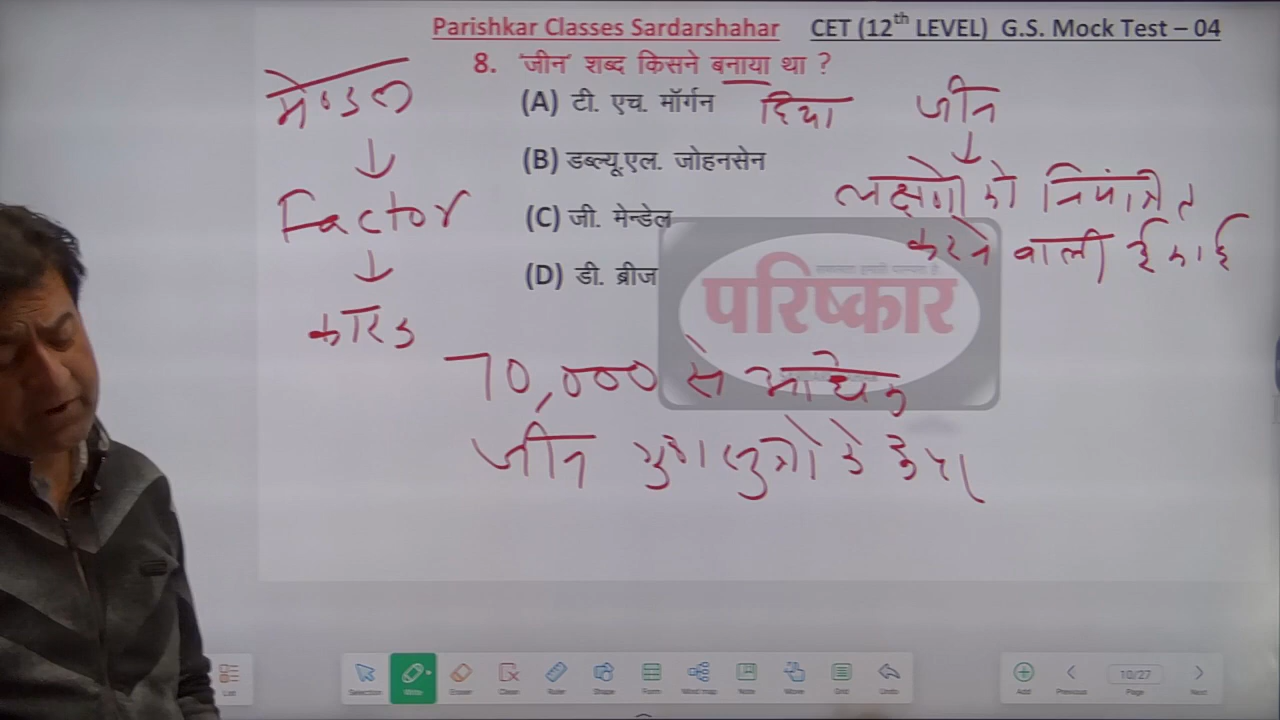 Parishkar Classes Sardarshahar CET (12th LEVEL) G.S. Mock Test – 04
8. 'जीन' शब्द किसने बनाया था ?
(A) टी. एच. मॉर्गन
(B) डब्ल्यू.एल. जोहनसेन
(C) जी. मेन्डेल
(D) डी. ब्रीज
मेण्डल
↓
Factor
↓
कारक
दिया
जीन
↓
लक्षणों को नियंत्रित
करने वाली ईकाई
परिष्कार
70,000 से अधिक
जीन गुणसुत्रो के
List
Selection Write Eraser Clean Ruler Shape Form Mind map Note Move Grid Undo
Add Previous 10/27 Page Next